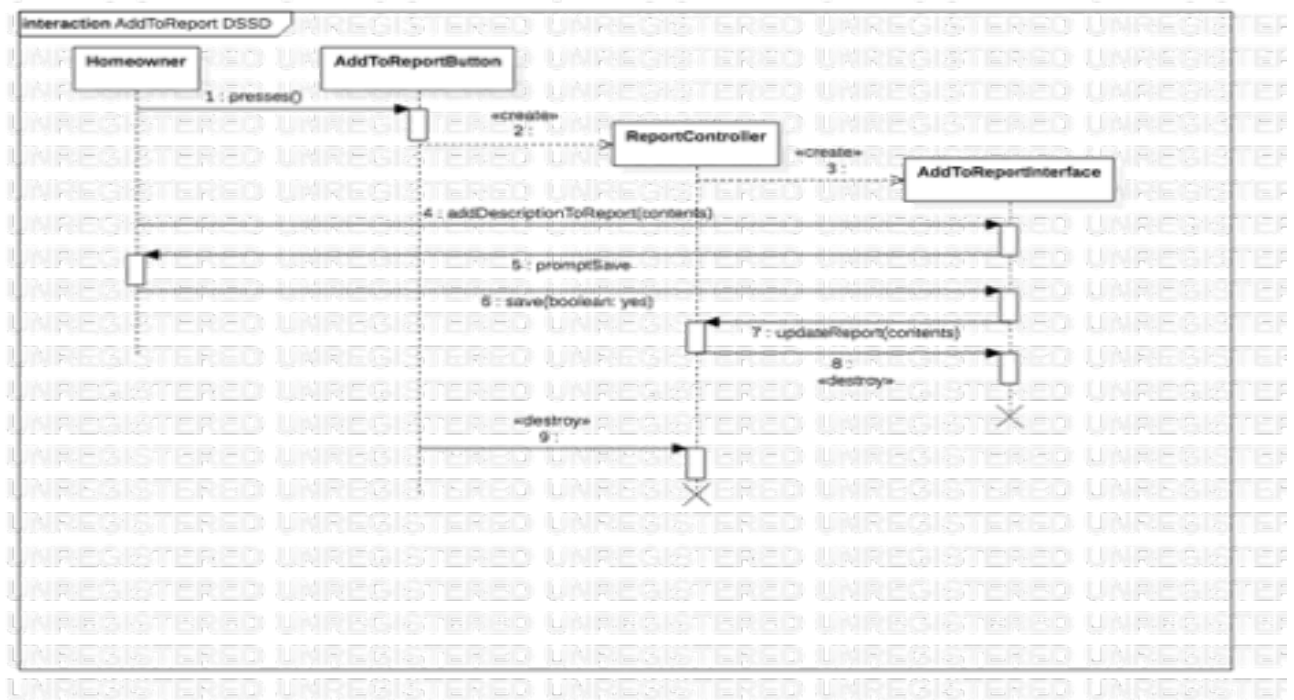 interaction AddToReport DSSD
Homeowner
AddToReportButton
1 : presses()
«create»
2 :
ReportController
«create»
3 :
AddToReportInterface
4 : addDescriptionToReport(contents)
5 : promptSave
6 : save(boolean: yes)
7 : updateReport(contents)
8 :
«destroy»
«destroy»
9 :
UNREGISTERED